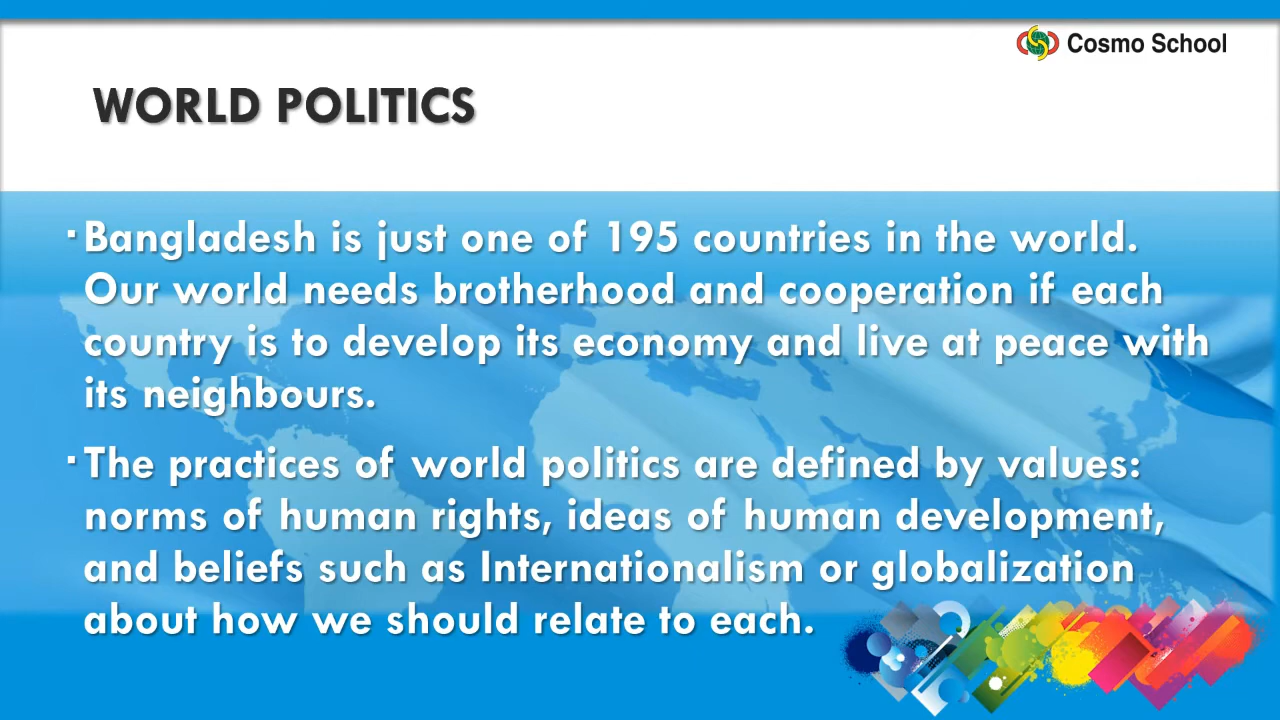 Cosmo School
WORLD POLITICS
▪ Bangladesh is just one of 195 countries in the world.
Our world needs brotherhood and cooperation if each
country is to develop its economy and live at peace with
its neighbours.
▪ The practices of world politics are defined by values:
norms of human rights, ideas of human development,
and beliefs such as Internationalism or globalization
about how we should relate to each.